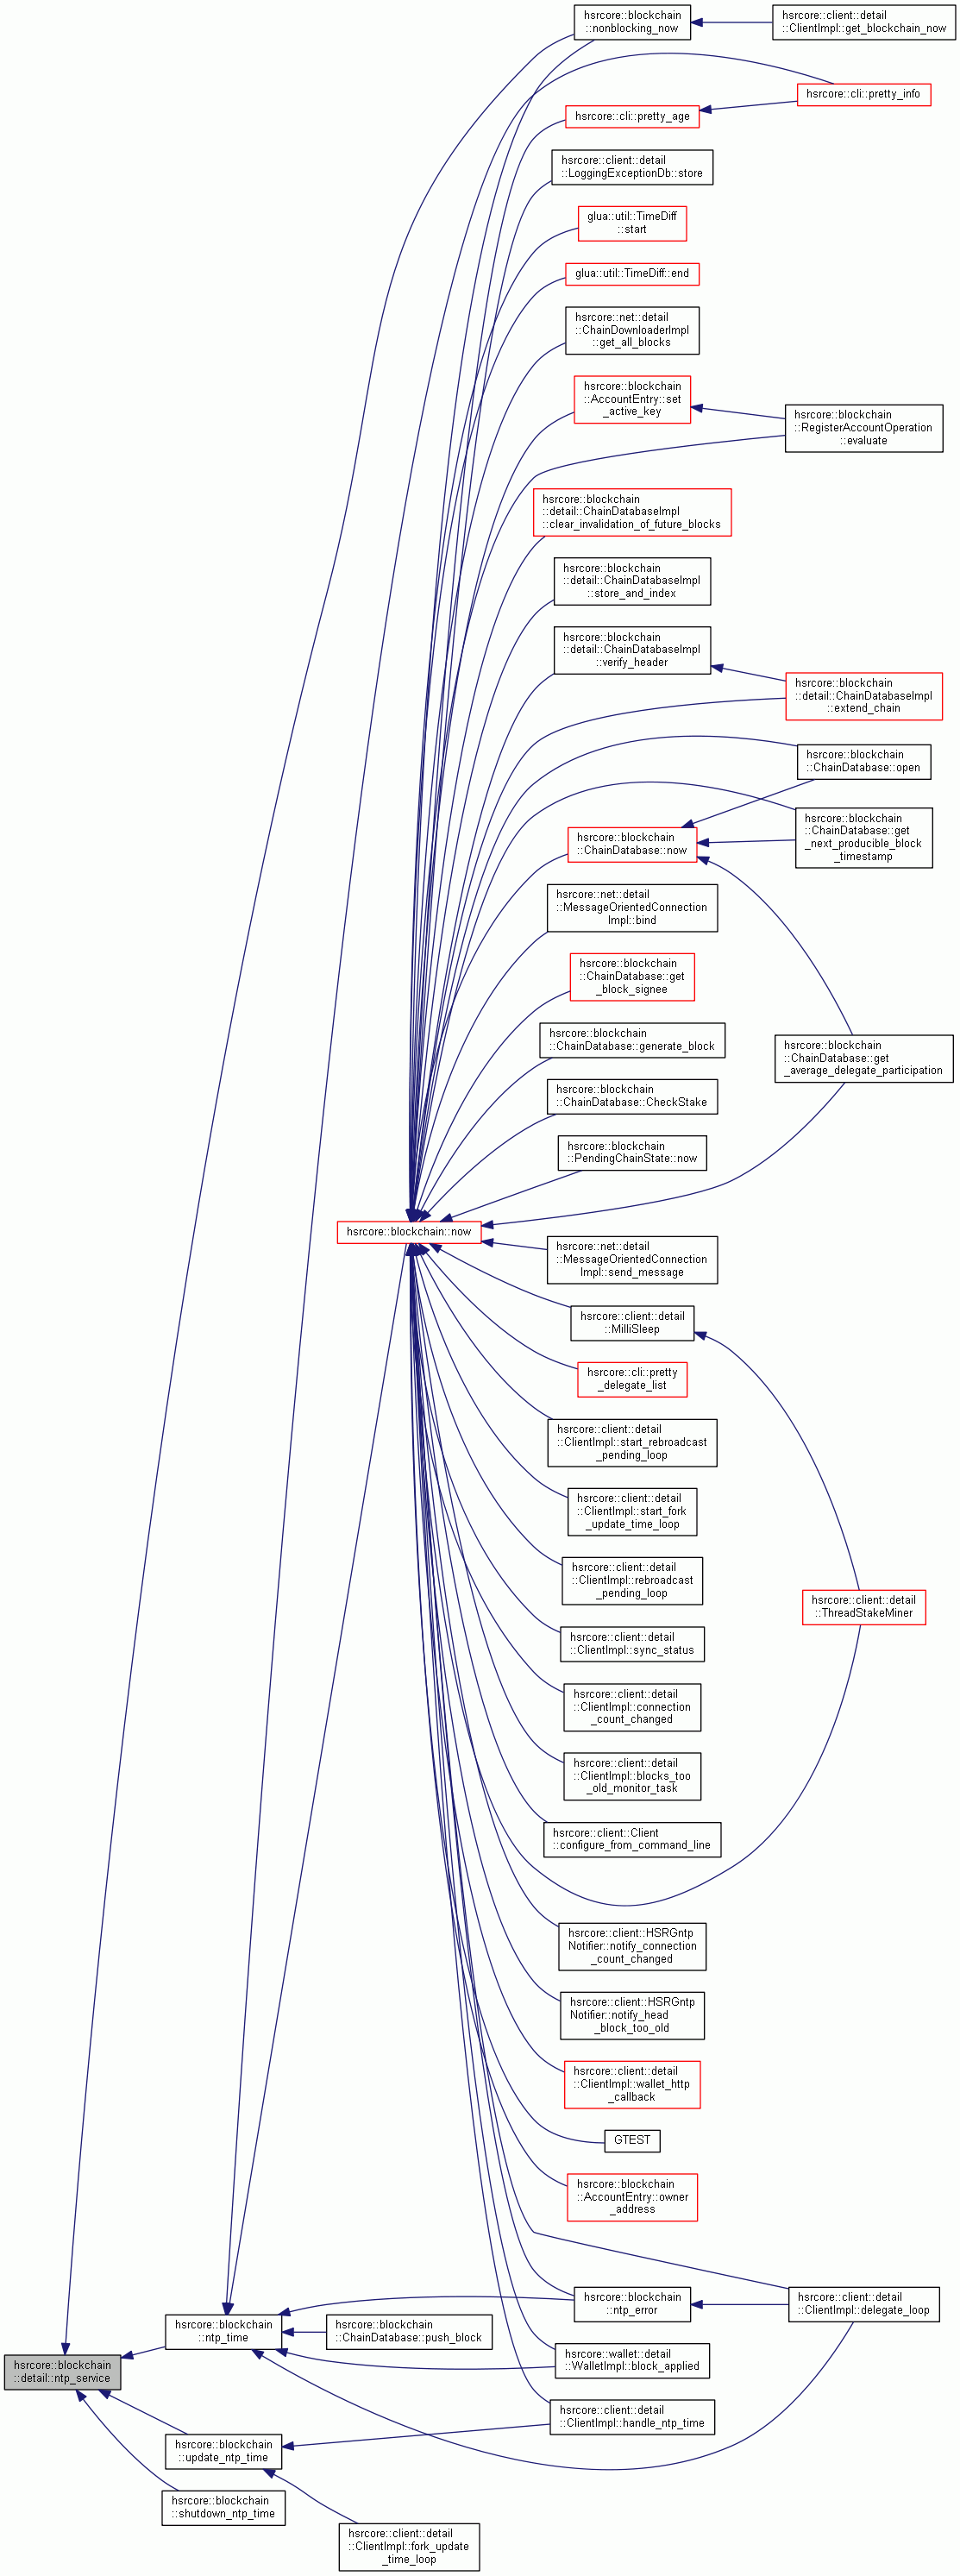 hsrcore::blockchain
::nonblocking_now
hsrcore::client::detail
::ClientImpl::get_blockchain_now
hsrcore::cli::pretty_info
hsrcore::cli::pretty_age
hsrcore::client::detail
::LoggingExceptionDb::store
glua::util::TimeDiff
::start
glua::util::TimeDiff::end
hsrcore::net::detail
::ChainDownloaderImpl
::get_all_blocks
hsrcore::blockchain
::AccountEntry::set
_active_key
hsrcore::blockchain
::RegisterAccountOperation
::evaluate
hsrcore::blockchain
::detail::ChainDatabaseImpl
::clear_invalidation_of_future_blocks
hsrcore::blockchain
::detail::ChainDatabaseImpl
::store_and_index
hsrcore::blockchain
::detail::ChainDatabaseImpl
::verify_header
hsrcore::blockchain
::detail::ChainDatabaseImpl
::extend_chain
hsrcore::blockchain
::ChainDatabase::open
hsrcore::blockchain
::ChainDatabase::get
_next_producible_block
_timestamp
hsrcore::blockchain
::ChainDatabase::now
hsrcore::net::detail
::MessageOrientedConnection
Impl::bind
hsrcore::blockchain
::ChainDatabase::get
_block_signee
hsrcore::blockchain
::ChainDatabase::generate_block
hsrcore::blockchain
::ChainDatabase::get
_average_delegate_participation
hsrcore::blockchain
::ChainDatabase::CheckStake
hsrcore::blockchain
::PendingChainState::now
hsrcore::blockchain::now
hsrcore::net::detail
::MessageOrientedConnection
Impl::send_message
hsrcore::client::detail
::MilliSleep
hsrcore::cli::pretty
_delegate_list
hsrcore::client::detail
::ClientImpl::start_rebroadcast
_pending_loop
hsrcore::client::detail
::ClientImpl::start_fork
_update_time_loop
hsrcore::client::detail
::ClientImpl::rebroadcast
_pending_loop
hsrcore::client::detail
::ThreadStakeMiner
hsrcore::client::detail
::ClientImpl::sync_status
hsrcore::client::detail
::ClientImpl::connection
_count_changed
hsrcore::client::detail
::ClientImpl::blocks_too
_old_monitor_task
hsrcore::client::Client
::configure_from_command_line
hsrcore::client::HSRGntp
Notifier::notify_connection
_count_changed
hsrcore::client::HSRGntp
Notifier::notify_head
_block_too_old
hsrcore::client::detail
::ClientImpl::wallet_http
_callback
GTEST
hsrcore::blockchain
::AccountEntry::owner
_address
hsrcore::blockchain
::ntp_error
hsrcore::client::detail
::ClientImpl::delegate_loop
hsrcore::blockchain
::ntp_time
hsrcore::blockchain
::ChainDatabase::push_block
hsrcore::wallet::detail
::WalletImpl::block_applied
hsrcore::blockchain
::detail::ntp_service
hsrcore::client::detail
::ClientImpl::handle_ntp_time
hsrcore::blockchain
::update_ntp_time
hsrcore::blockchain
::shutdown_ntp_time
hsrcore::client::detail
::ClientImpl::fork_update
_time_loop